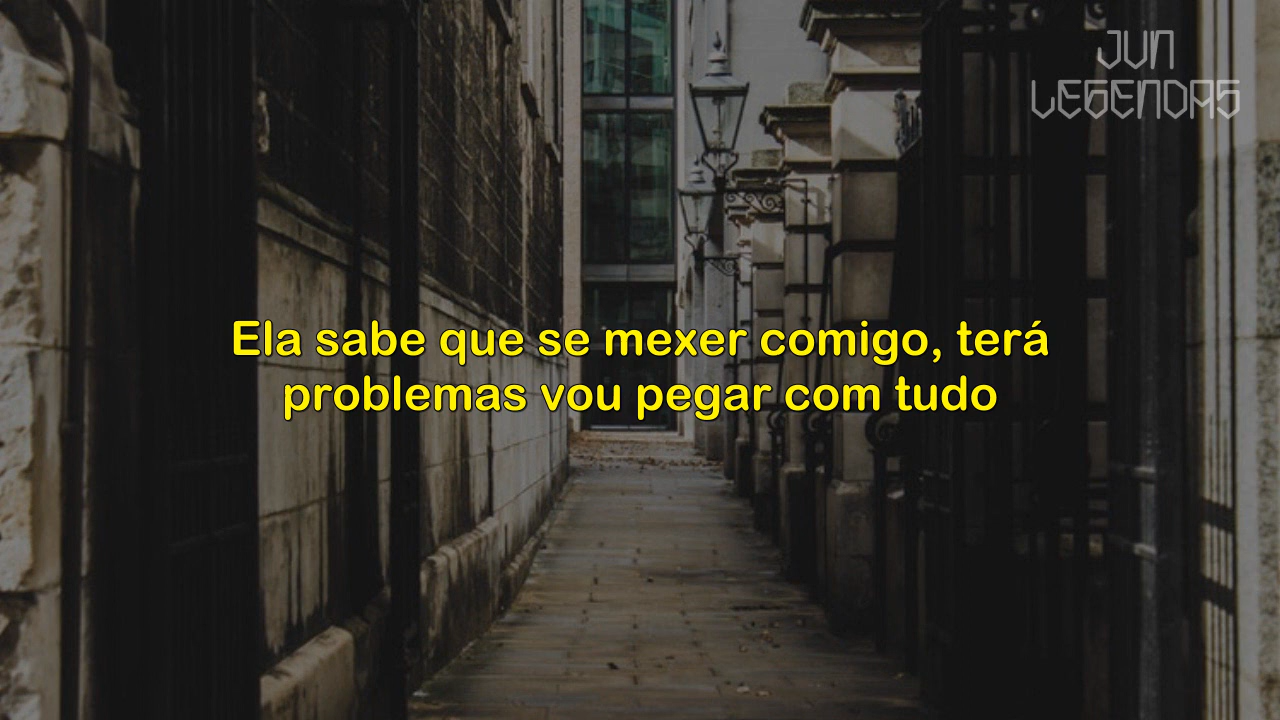 JUN
LEGENDAS
Ela sabe que se mexer comigo, terá
problemas vou pegar com tudo